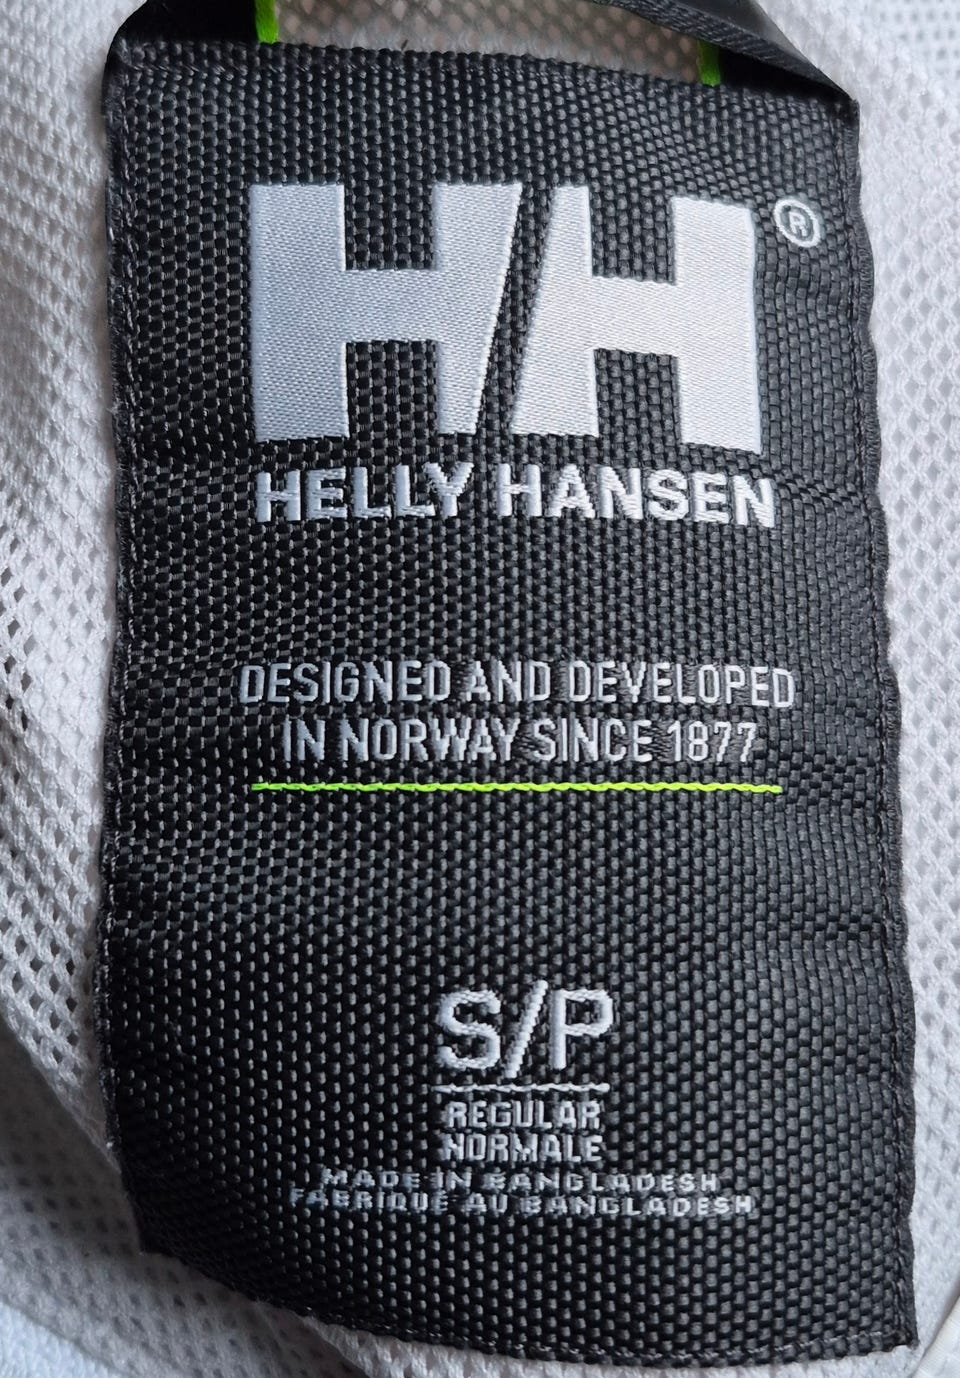 HH®
HELLY HANSEN
DESIGNED AND DEVELOPED
IN NORWAY SINCE 1877
S/P
REGULAR
NORMALE
MADE IN BANGLADESH
FABRIQUÉ AU BANGLADESH